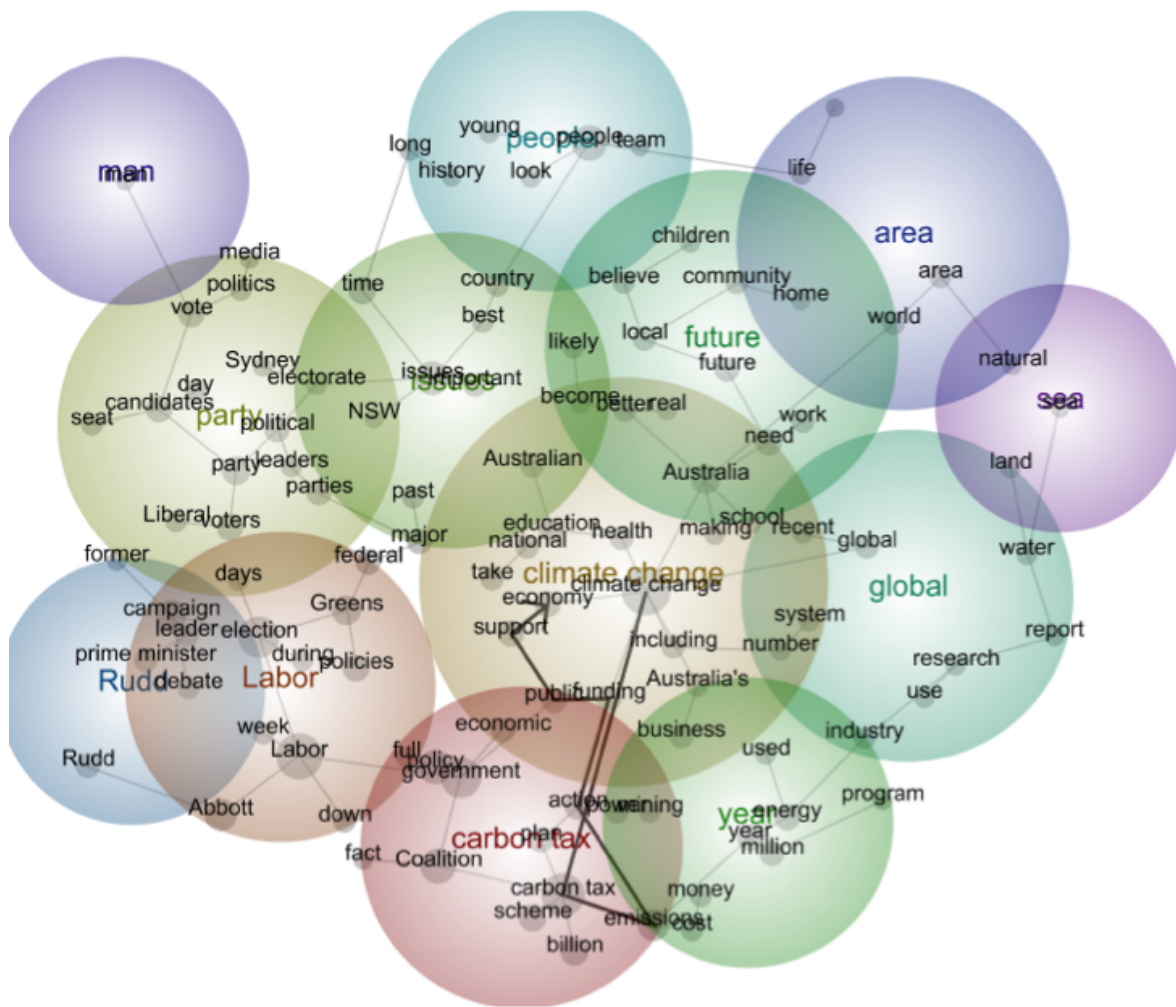 young
people
people
team
long
man
man
history
look
life
children
area
media
believe
community
area
time
country
politics
home
vote
best
world
local
future
likely
future
Sydney
natural
issues
electorate
important
issues
day
candidates
become
sea
sea
seat
party
NSW
better
real
work
political
need
Australian
leaders
party
land
Australia
parties
past
Liberal
voters
school
education
health
making
recent
major
national
global
former
federal
water
days
take
climate change
climate change
global
economy
campaign
Greens
system
leader
election
support
including
number
report
prime minister
during
policies
research
Rudd
debate
Labor
Australia's
public
funding
use
week
economic
business
industry
Labor
full
used
Rudd
policy
government
action
power
mining
program
Abbott
down
year
energy
plan
carbon tax
year
fact
Coalition
million
carbon tax
money
scheme
emissions
cost
billion